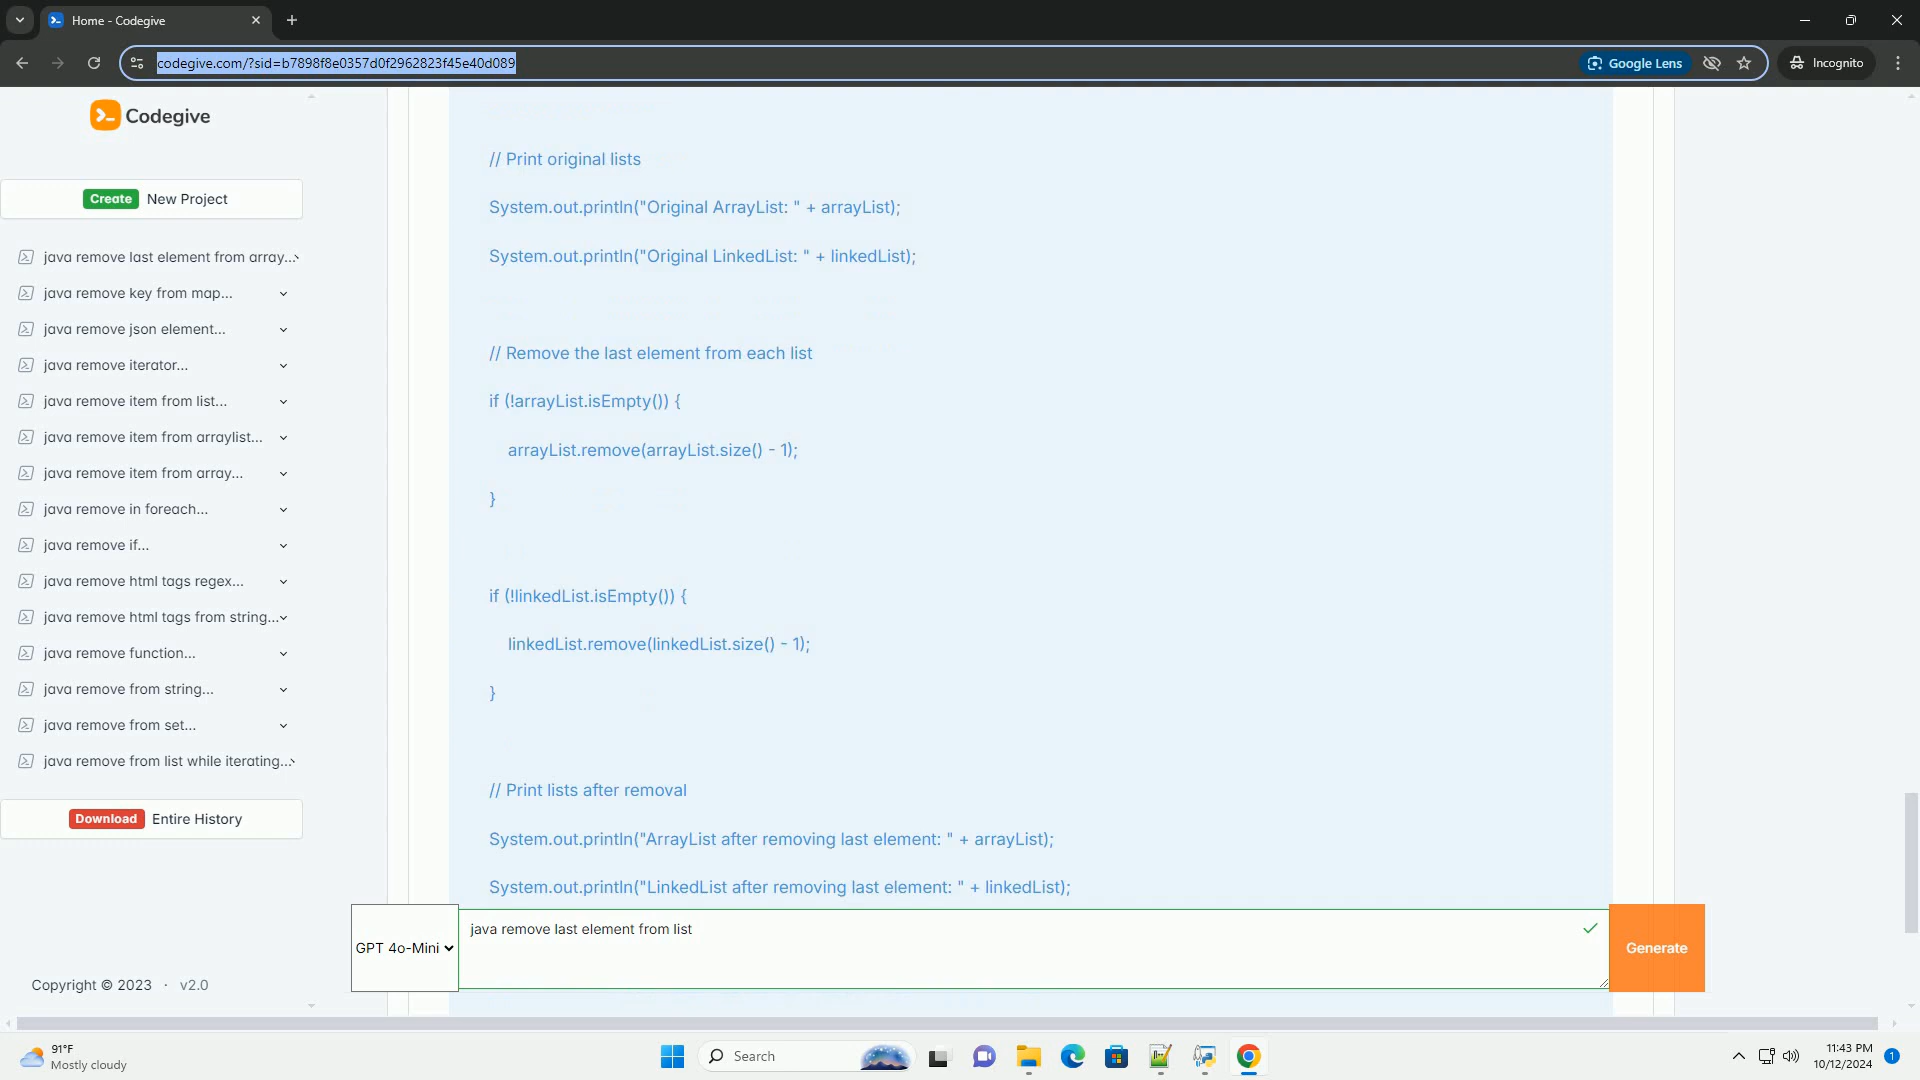 Home - Codegive
codegive.com/?sid=b7898f8e0357d0f2962823f45e40d089
Google Lens
Incognito
Codegive
Create New Project
java remove last element from array...
java remove key from map...
java remove json element...
java remove iterator...
java remove item from list...
java remove item from arraylist...
java remove item from array...
java remove in foreach...
java remove if...
java remove html tags regex...
java remove html tags from string...
java remove function...
java remove from string...
java remove from set...
java remove from list while iterating...
Download Entire History
Copyright © 2023 · v2.0
// Print original lists
System.out.println("Original ArrayList: " + arrayList);
System.out.println("Original LinkedList: " + linkedList);
// Remove the last element from each list
if (!arrayList.isEmpty()) {
arrayList.remove(arrayList.size() - 1);
}
if (!linkedList.isEmpty()) {
linkedList.remove(linkedList.size() - 1);
}
// Print lists after removal
System.out.println("ArrayList after removing last element: " + arrayList);
System.out.println("LinkedList after removing last element: " + linkedList);
GPT 4o-Mini
java remove last element from list
Generate
91°F
Mostly cloudy
Search
11:43 PM
10/12/2024
1